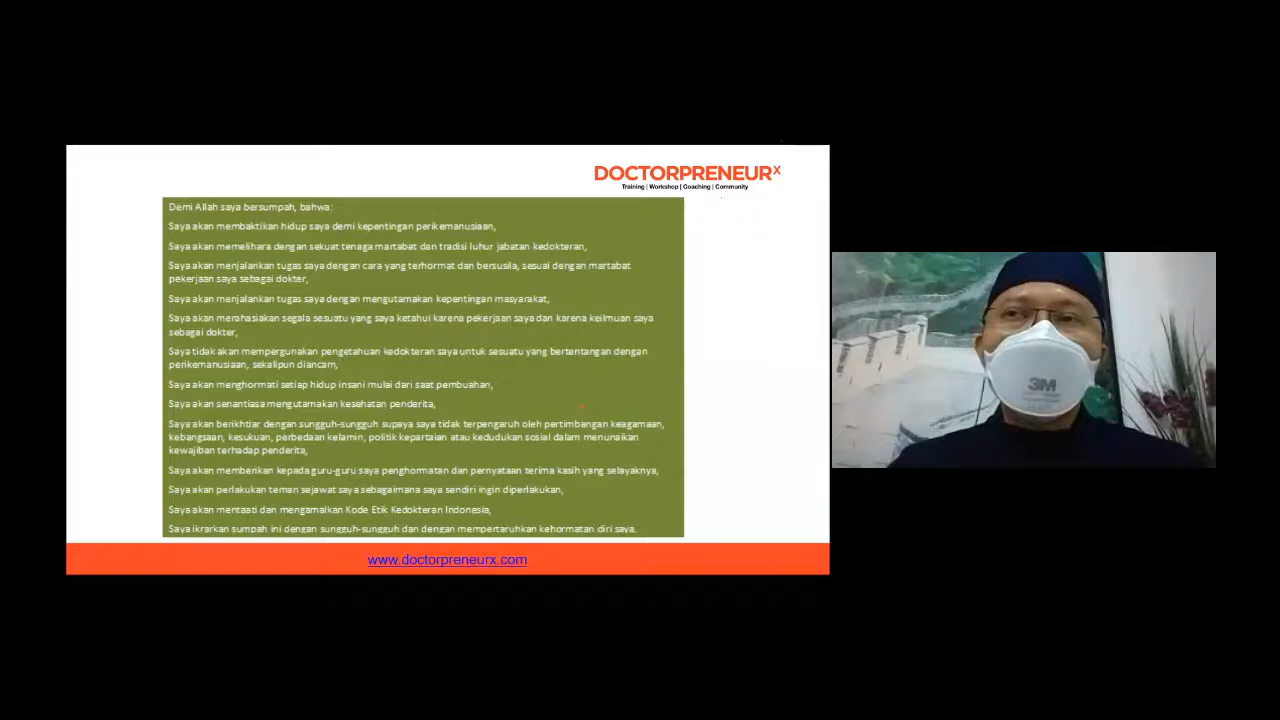 DOCTORPRENEURX
Training | Workshop | Coaching | Community
Demi Allah saya bersumpah, bahwa:
Saya akan membaktikan hidup saya demi kepentingan perikemanusiaan,
Saya akan memelihara dengan sekuat tenaga martabat dan tradisi luhur jabatan kedokteran,
Saya akan menjalankan tugas saya dengan cara yang terhormat dan bersusila, sesuai dengan martabat
pekerjaan saya sebagai dokter,
Saya akan menjalankan tugas saya dengan mengutamakan kepentingan masyarakat,
Saya akan merahasiakan segala sesuatu yang saya ketahui karena pekerjaan saya dan karena keilmuan saya
sebagai dokter,
Saya tidak akan mempergunakan pengetahuan kedokteran saya untuk sesuatu yang bertentangan dengan
perikemanusiaan, sekalipun diancam,
Saya akan menghormati setiap hidup insani mulai dari saat pembuahan,
Saya akan senantiasa mengutamakan kesehatan penderita,
Saya akan berikhtiar dengan sungguh-sungguh supaya saya tidak terpengaruh oleh pertimbangan keagamaan,
kebangsaan, kesukuan, perbedaan kelamin, politik kepartaian atau kedudukan sosial dalam menunaikan
kewajiban terhadap penderita,
Saya akan memberikan kepada guru-guru saya penghormatan dan pernyataan terima kasih yang selayaknya,
Saya akan perlakukan teman sejawat saya sebagaimana saya sendiri ingin diperlakukan,
Saya akan mentaati dan mengamalkan Kode Etik Kedokteran Indonesia,
Saya ikrarkan sumpah ini dengan sungguh-sungguh dan dengan mempertaruhkan kehormatan diri saya.
www.doctorpreneurx.com
3M